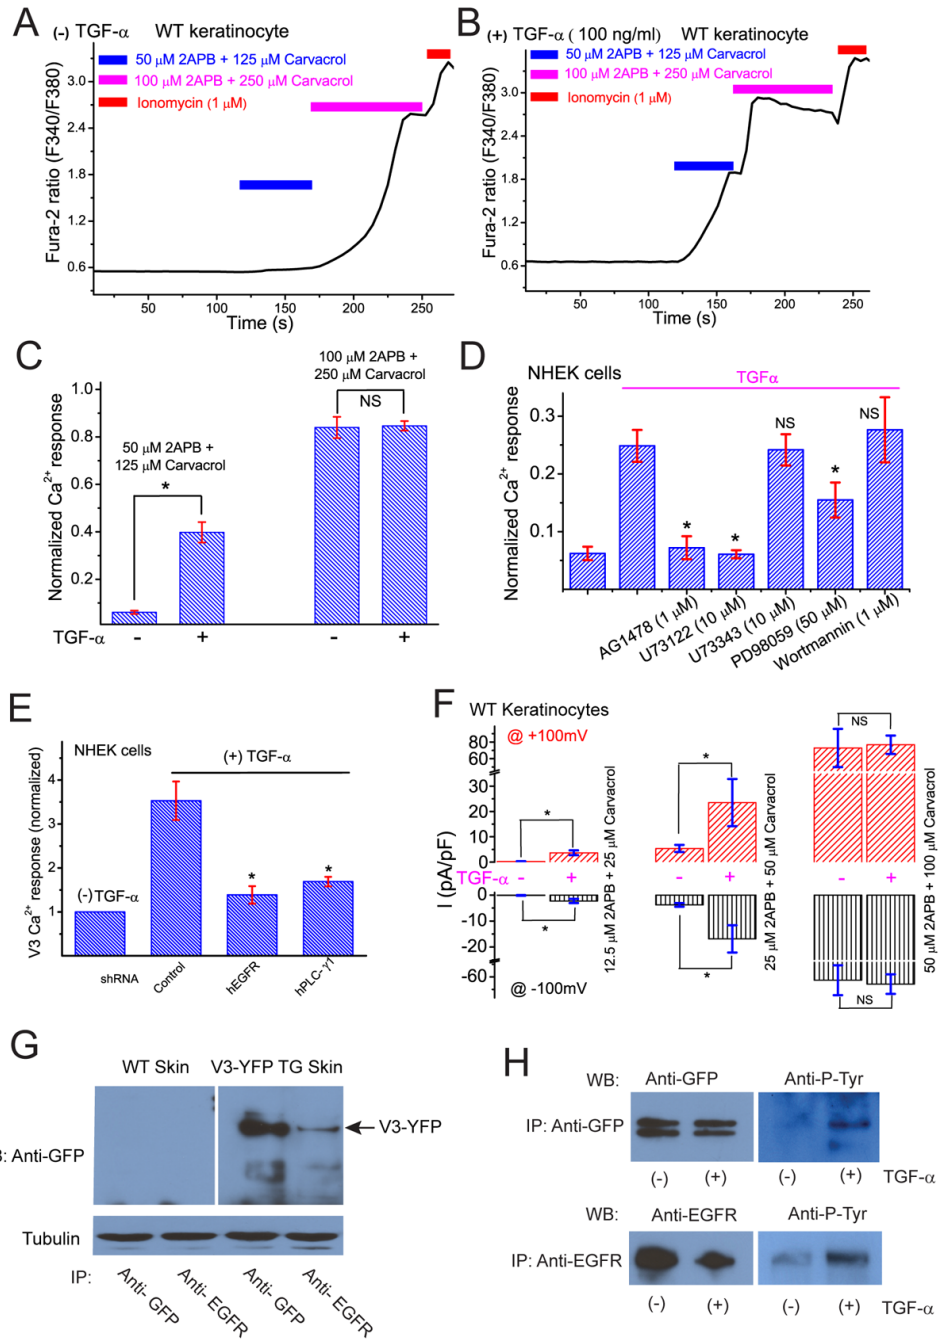 A
(-) TGF-α WT keratinocyte
50 μM 2APB + 125 μM Carvacrol
100 μM 2APB + 250 μM Carvacrol
Ionomycin (1 μM)
Fura-2 ratio (F340/F380)
2.4
1.8
1.2
0.6
3.0
50
100
150
200
250
Time (s)
B
(+) TGF-α ( 100 ng/ml) WT keratinocyte
50 μM 2APB + 125 μM Carvacrol
100 μM 2APB + 250 μM Carvacrol
Ionomycin (1 μM)
Fura-2 ratio (F340/F380)
3.0
2.4
1.8
1.2
0.6
50
100
150
200
250
Time (s)
C
Normalized Ca2+ response
1.0
0.8
0.6
0.4
0.2
50 μM 2APB +
125 μM Carvacrol
*
100 μM 2APB +
250 μM Carvacrol
NS
TGF-α - + - +
D
NHEK cells
TGFα
Normalized Ca2+ response
0.3
0.2
0.1
* * NS * NS
AG1478 (1 μM)
U73122 (10 μM)
U73343 (10 μM)
PD98059 (50 μM)
Wortmannin (1 μM)
E
NHEK cells
(+) TGF-α
V3 Ca2+ response (normalized)
4
3
2
1
0
(-)TGF-α
* *
shRNA
Control
hEGFR
hPLC-γ1
F
WT Keratinocytes
@ +100mV
I (pA/pF)
80
60
30
20
10
0
TGF-α - + - + - +
0
-10
-20
-60
@ -100mV
* *
* *
NS
NS
12.5 μM 2APB + 25 μM Carvacrol
25 μM 2APB + 50 μM Carvacrol
50 μM 2APB + 100 μM Carvacrol
G
WT Skin V3-YFP TG Skin
V3-YFP
3: Anti-GFP
Tubulin
IP:
Anti- GFP
Anti- EGFR
Anti- GFP
Anti- EGFR
H
WB: Anti-GFP Anti-P-Tyr
IP: Anti-GFP
(-) (+) (-) (+) TGF-α
WB: Anti-EGFR Anti-P-Tyr
IP: Anti-EGFR
(-) (+) (-) (+) TGF-α